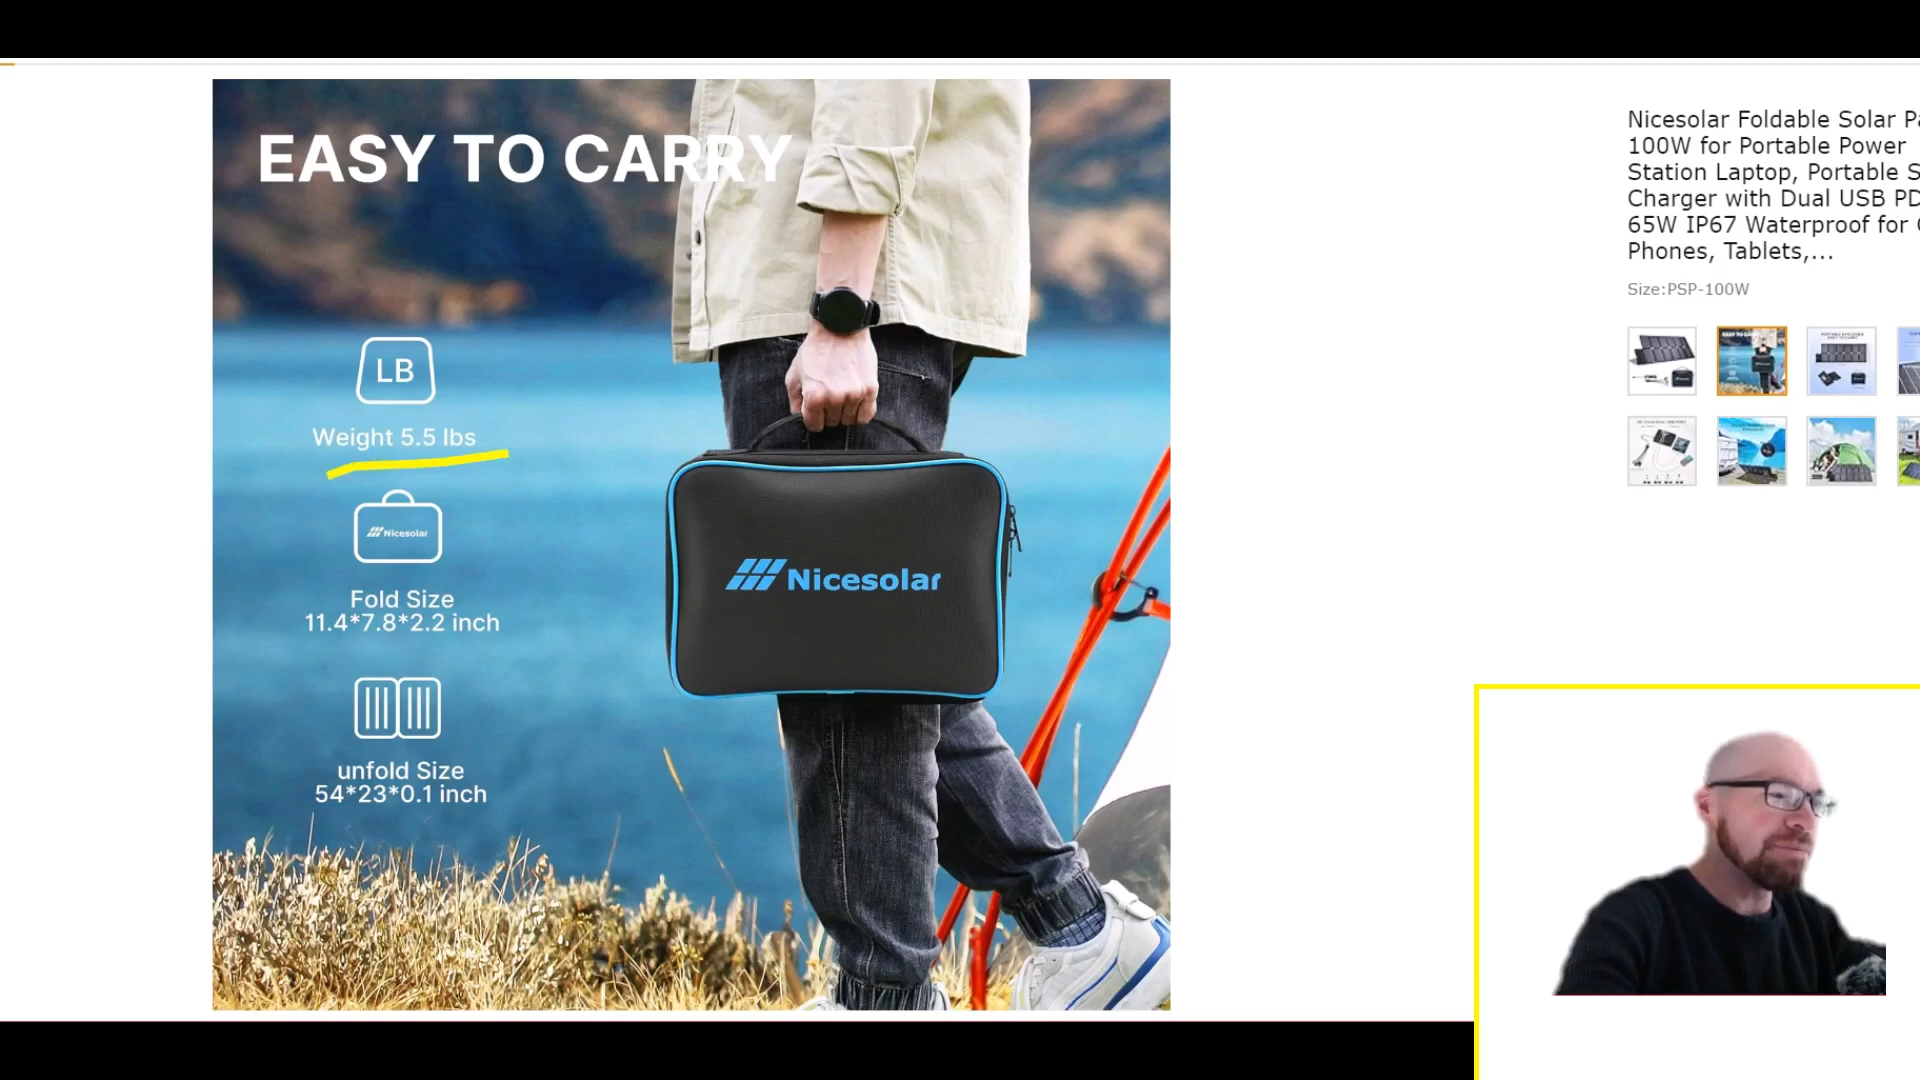 EASY TO CARRY
LB
Weight 5.5 lbs
Nicesolar
Fold Size
11.4*7.8*2.2 inch
unfold Size
54*23*0.1 inch
Nicesolar
Nicesolar Foldable Solar
100W for Portable Power
Station Laptop, Portable
Charger with Dual USB PD
65W IP67 Waterproof for
Phones, Tablets,...
Size:PSP-100W